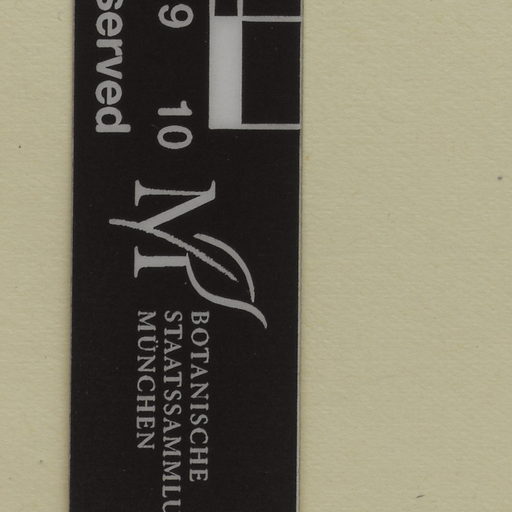 served
9 10
BOTANISCHE
STAATSSAMMLU
MÜNCHEN